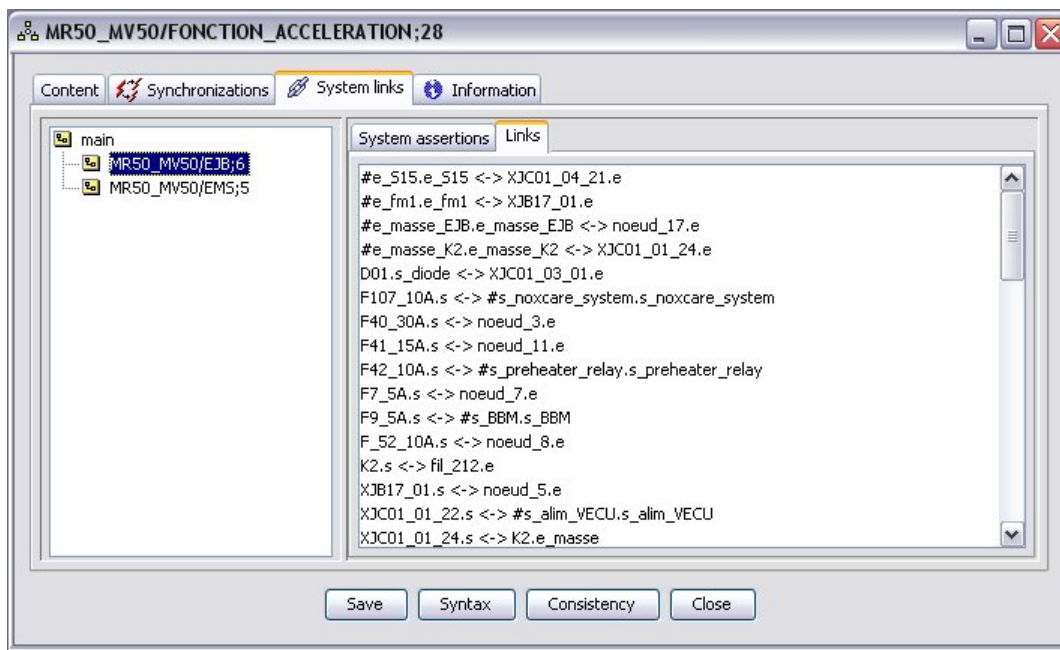 MR50_MV50/FONCTION_ACCELERATION;28
Content Synchronizations System links Information
main
MR50_MV50/EJB;6
MR50_MV50/EMS;5
System assertions Links
#e_S15.e_S15 <-> XJC01_04_21.e
#e_fm1.e_fm1 <-> XJB17_01.e
#e_masse_EJB.e_masse_EJB <-> noeud_17.e
#e_masse_K2.e_masse_K2 <-> XJC01_01_24.e
D01.s_diode <-> XJC01_03_01.e
F107_10A.s <-> #s_noxcare_system.s_noxcare_system
F40_30A.s <-> noeud_3.e
F41_15A.s <-> noeud_11.e
F42_10A.s <-> #s_preheater_relay.s_preheater_relay
F7_5A.s <-> noeud_7.e
F9_5A.s <-> #s_BBM.s_BBM
F_52_10A.s <-> noeud_8.e
K2.s <-> fil_212.e
XJB17_01.s <-> noeud_5.e
XJC01_01_22.s <-> #s_alim_VECU.s_alim_VECU
XJC01_01_24.s <-> K2.e_masse
Save Syntax Consistency Close